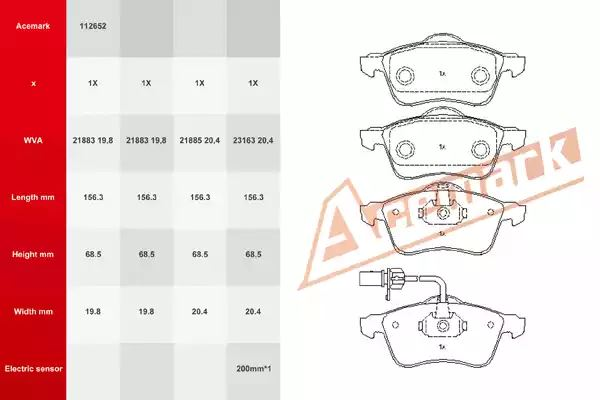 Acemark 112652
x 1X 1X 1X 1X
WVA 21883 19,8 21883 19,8 21885 20,4 23163 20,4
Length mm 156.3 156.3 156.3 156.3
Height mm 68.5 68.5 68.5 68.5
Width mm 19.8 19.8 20.4 20.4
Electric sensor 200mm*1
1x
1x
1x
1x
Acemark